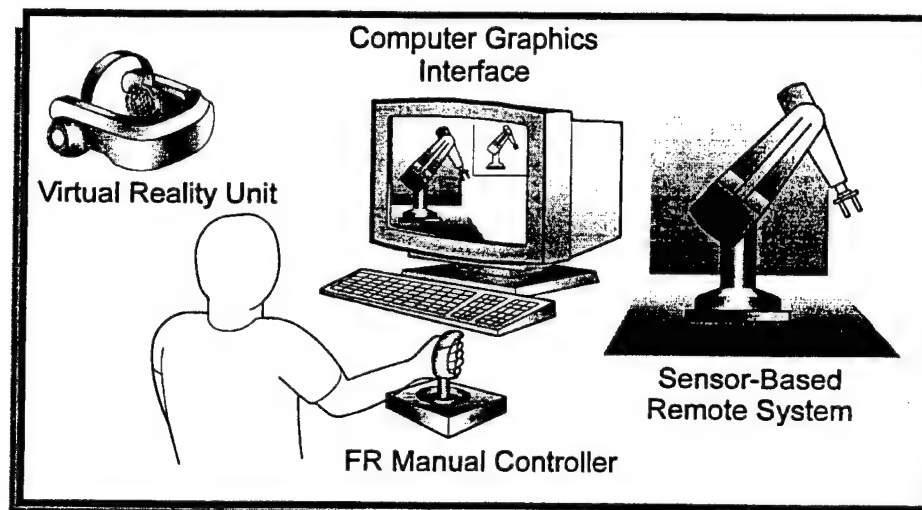 Computer Graphics
Interface
Virtual Reality Unit
Sensor-Based
Remote System
FR Manual Controller